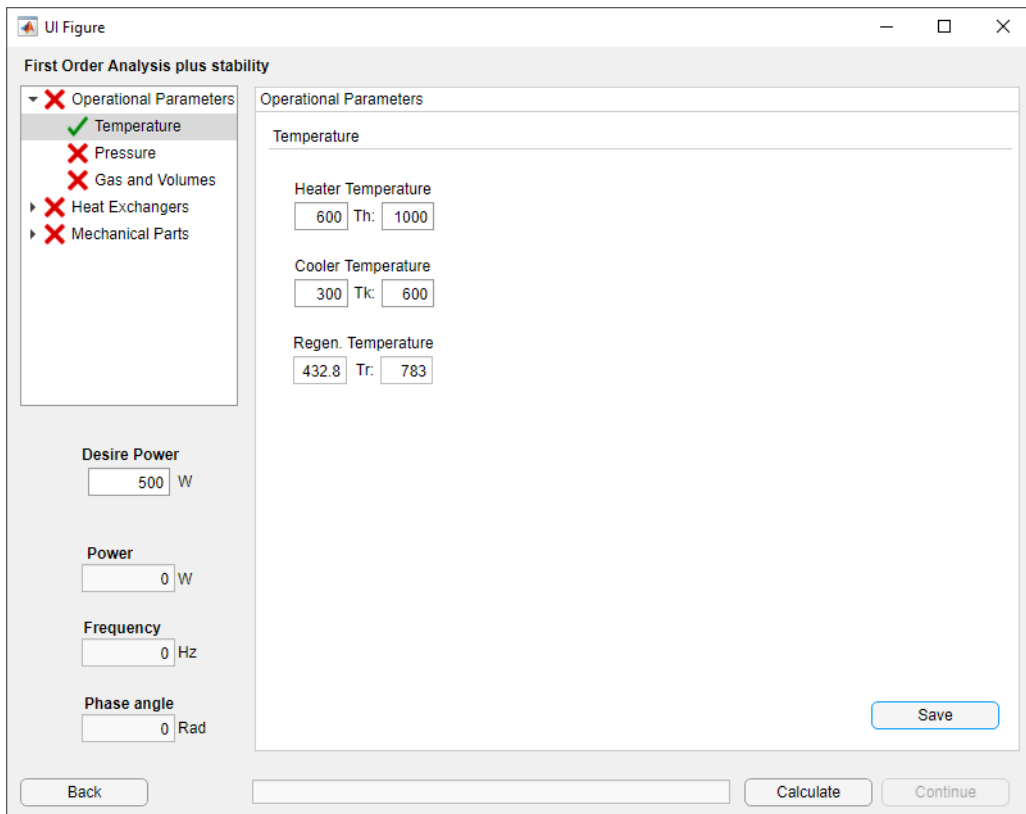 UI Figure
First Order Analysis plus stability
Operational Parameters
Temperature
Pressure
Gas and Volumes
Heat Exchangers
Mechanical Parts
Operational Parameters
Temperature
Heater Temperature
600 Th: 1000
Cooler Temperature
300 Tk: 600
Regen. Temperature
432.8 Tr: 783
Desire Power
500 W
Power
0 W
Frequency
0 Hz
Phase angle
0 Rad
Save
Back
Calculate
Continue